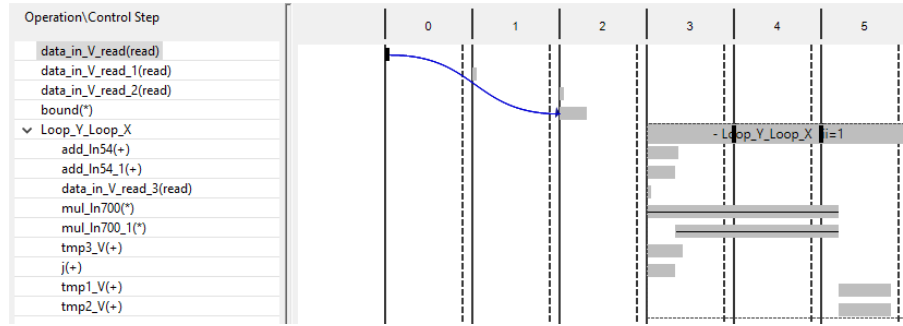 Operation\Control Step
0 1 2 3 4 5
data_in_V_read(read)
data_in_V_read_1(read)
data_in_V_read_2(read)
bound(*)
Loop_Y_Loop_X
- Loop_Y_Loop_X ii=1
add_ln54(+)
add_ln54_1(+)
data_in_V_read_3(read)
mul_ln700(*)
mul_ln700_1(*)
tmp3_V(+)
j(+)
tmp1_V(+)
tmp2_V(+)